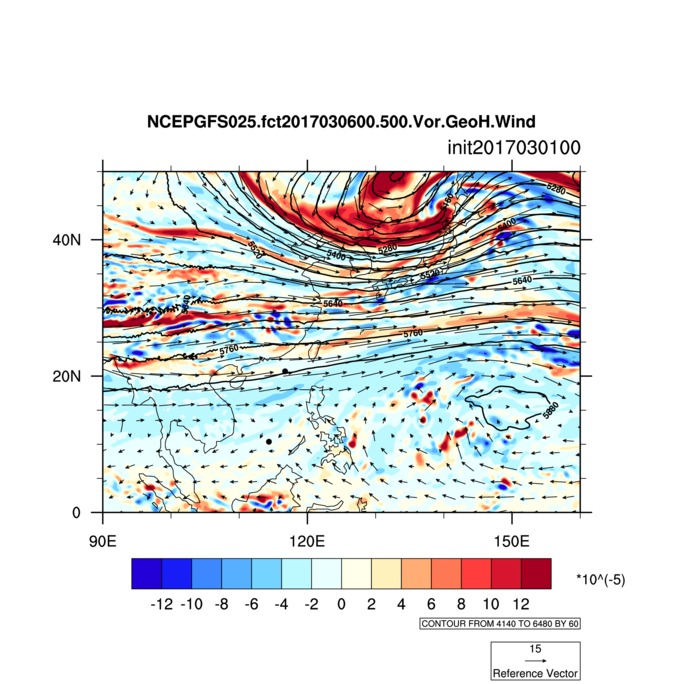 NCEPGFS025.fct2017030600.500.Vor.GeoH.Wind
init2017030100
5280
5280
5400
5520
5400
5520
5640
5640
5760
5760
5880
40N
20N
0
90E 120E 150E
-12 -10 -8 -6 -4 -2 0 2 4 6 8 10 12
*10^(-5)
CONTOUR FROM 4140 TO 6480 BY 60
15
Reference Vector